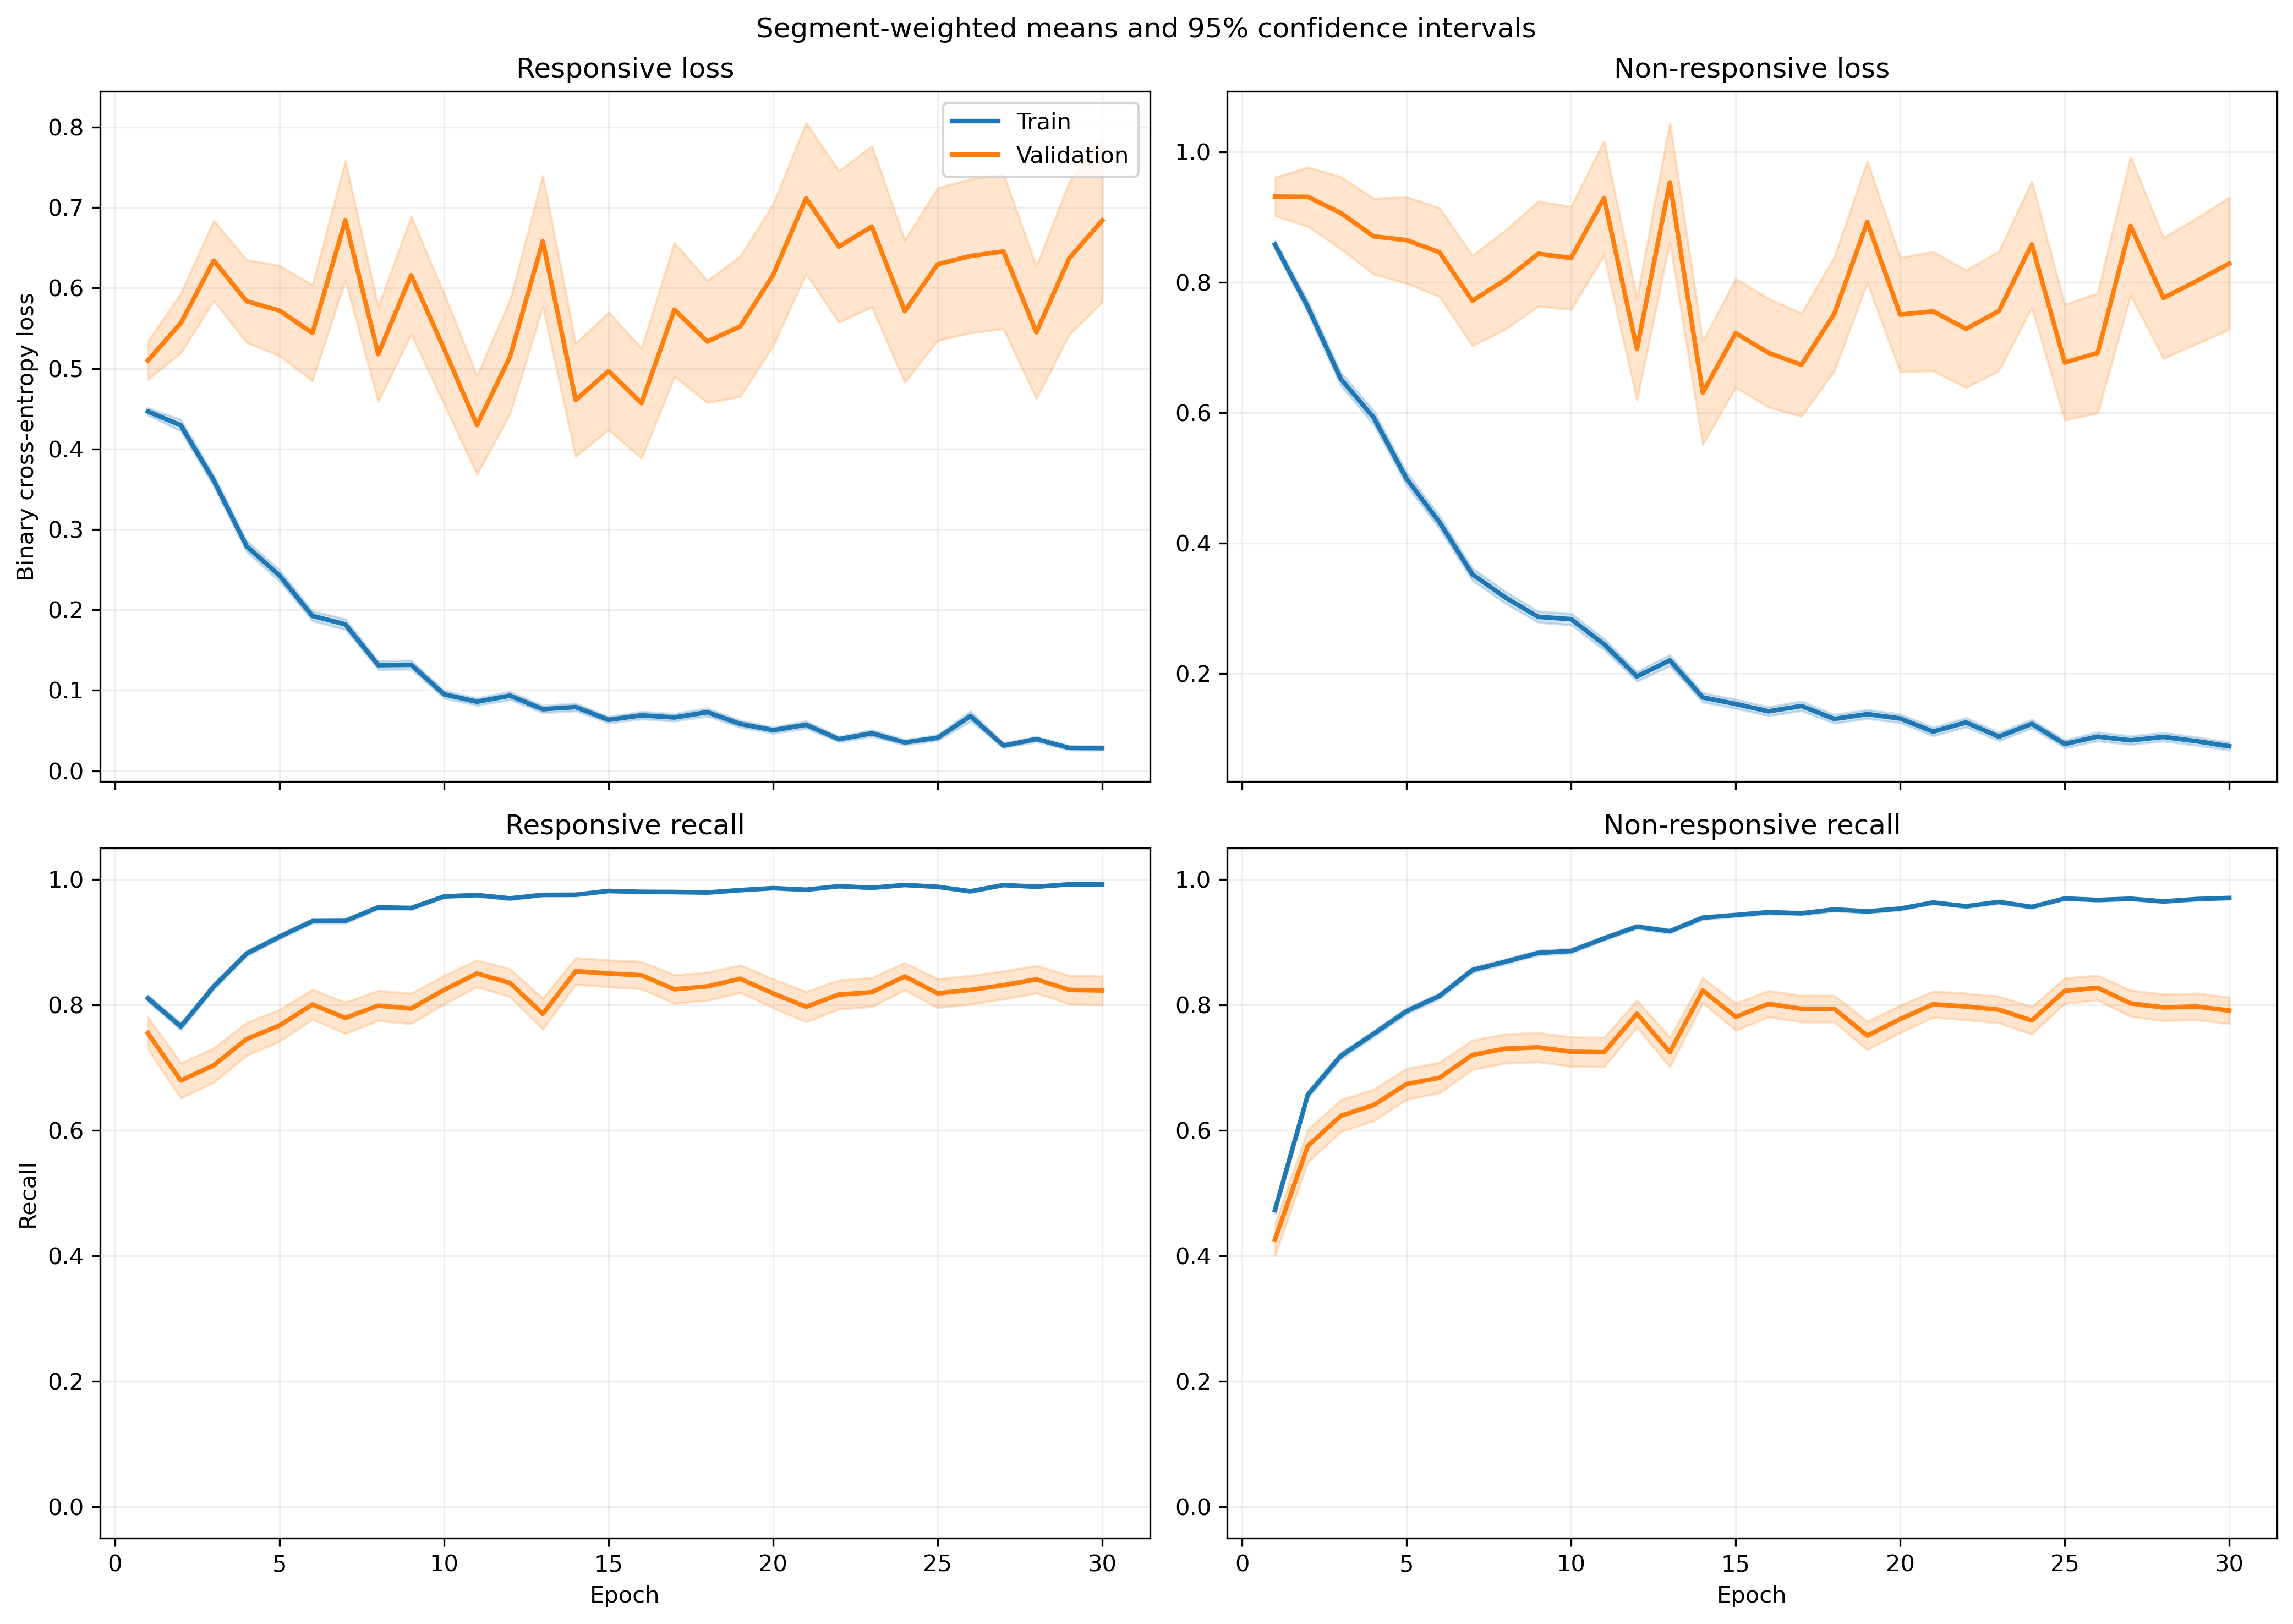 Segment-weighted means and 95% confidence intervals
Responsive loss
Non-responsive loss
Train
Validation
Binary cross-entropy loss
0.8
0.7
0.6
0.5
0.4
0.3
0.2
0.1
0.0
1.0
0.8
0.6
0.4
0.2
Responsive recall
Non-responsive recall
Recall
1.0
0.8
0.6
0.4
0.2
0.0
0 5 10 15 20 25 30
Epoch
1.0
0.8
0.6
0.4
0.2
0.0
0 5 10 15 20 25 30
Epoch